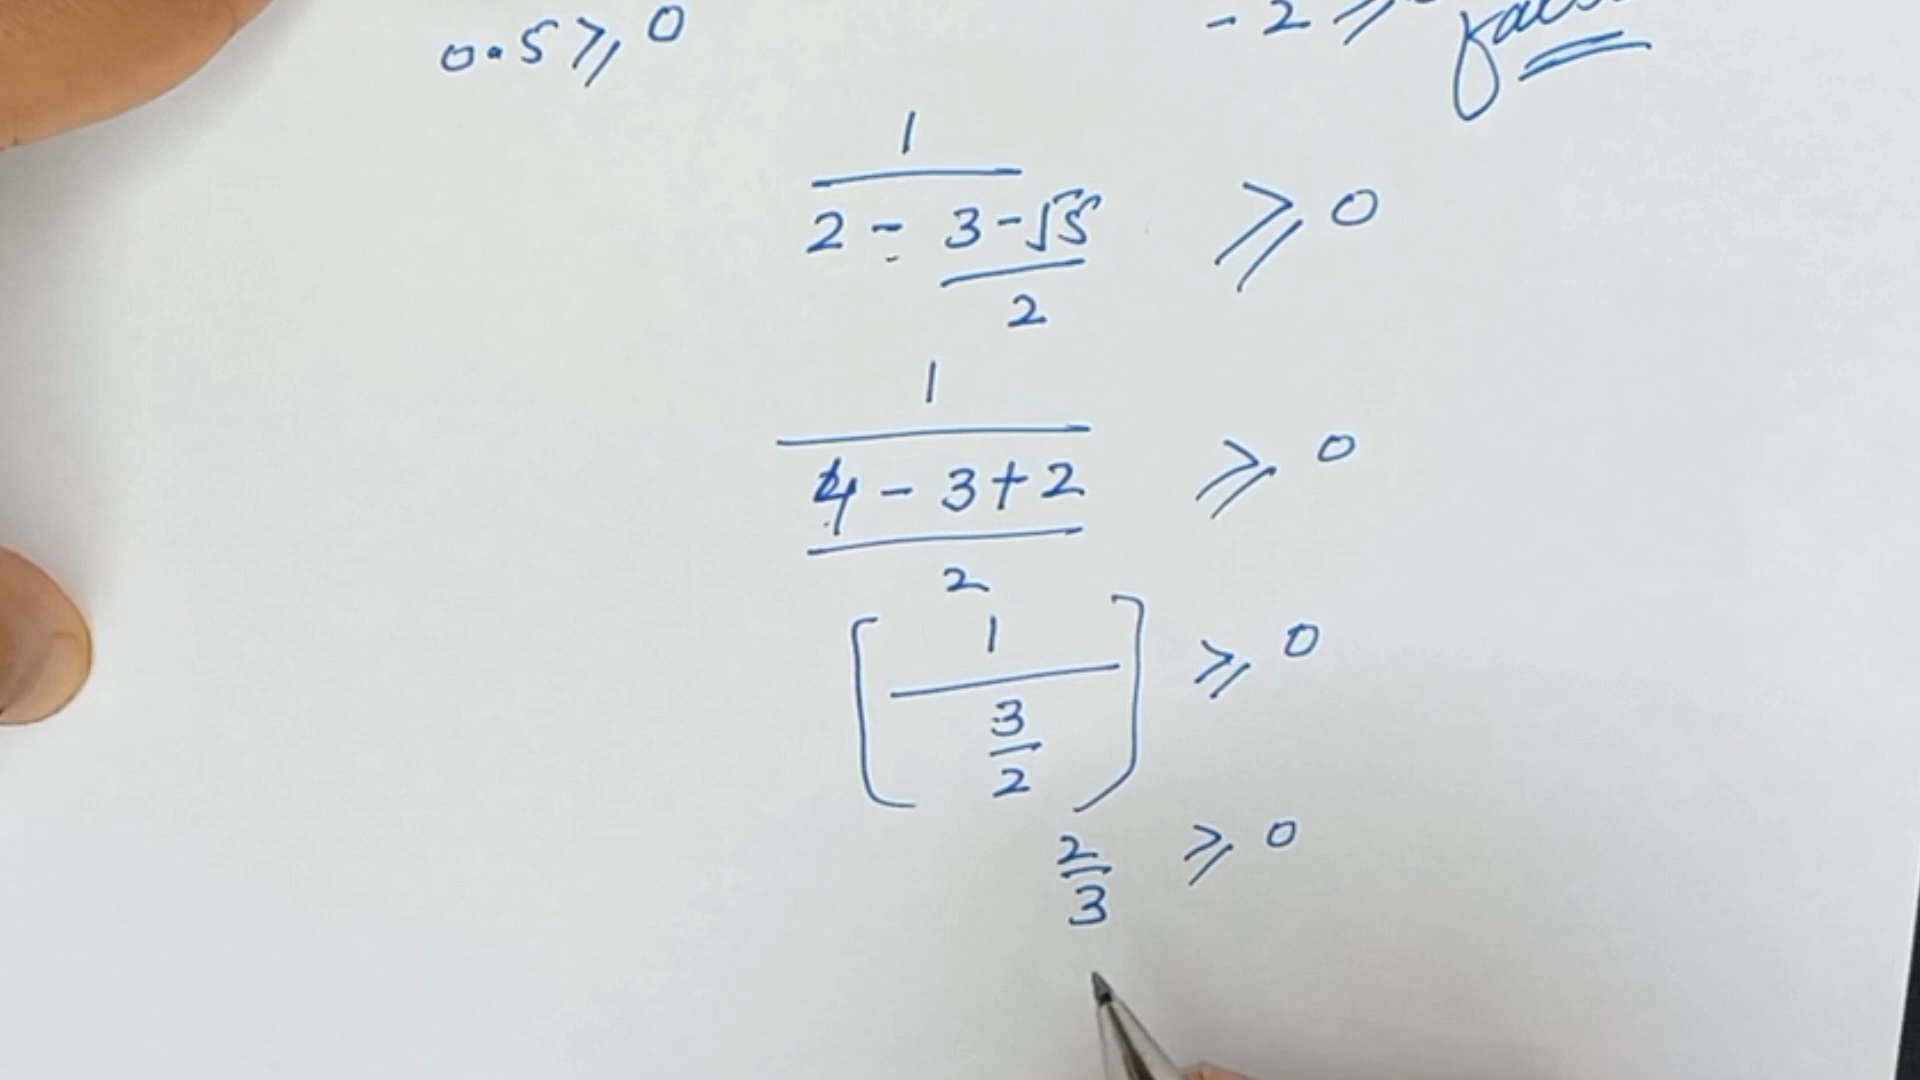 0.5 ⩾ 0
-2 ⩾
1
2 - 3 - √5 ⩾ 0
2
1
4 - 3 + 2 ⩾ 0
2
[1 / (3/2)] ⩾ 0
2/3 ⩾ 0